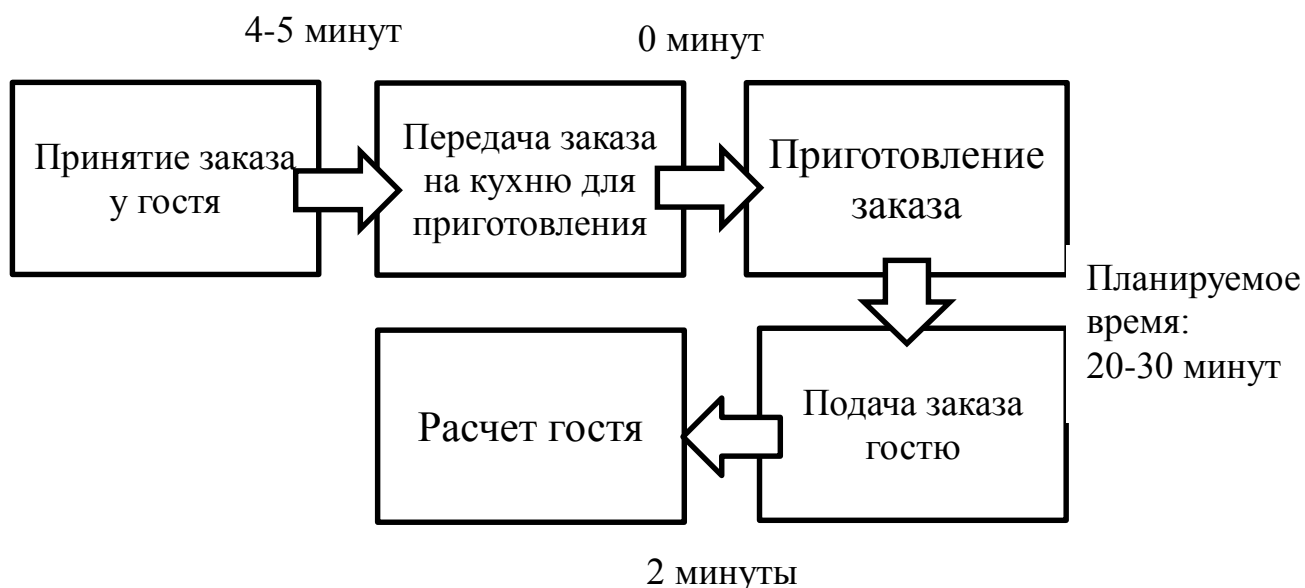 4-5 минут
0 минут
Принятие заказа
у гостя
Передача заказа
на кухню для
приготовления
Приготовление
заказа
Планируемое
время:
20-30 минут
Подача заказа
гостю
Расчет гостя
2 минуты